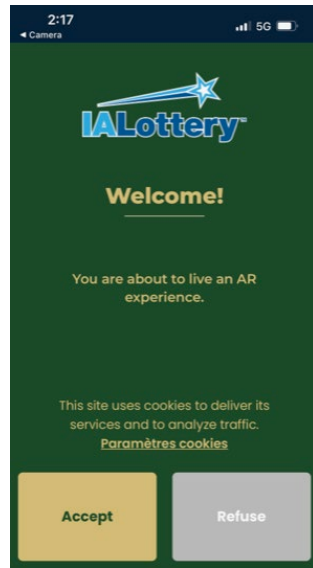 2:17
5G
◄ Camera
IALottery
Welcome!
You are about to live an AR
experience.
This site uses cookies to deliver its
services and to analyze traffic.
Paramètres cookies
Accept
Refuse